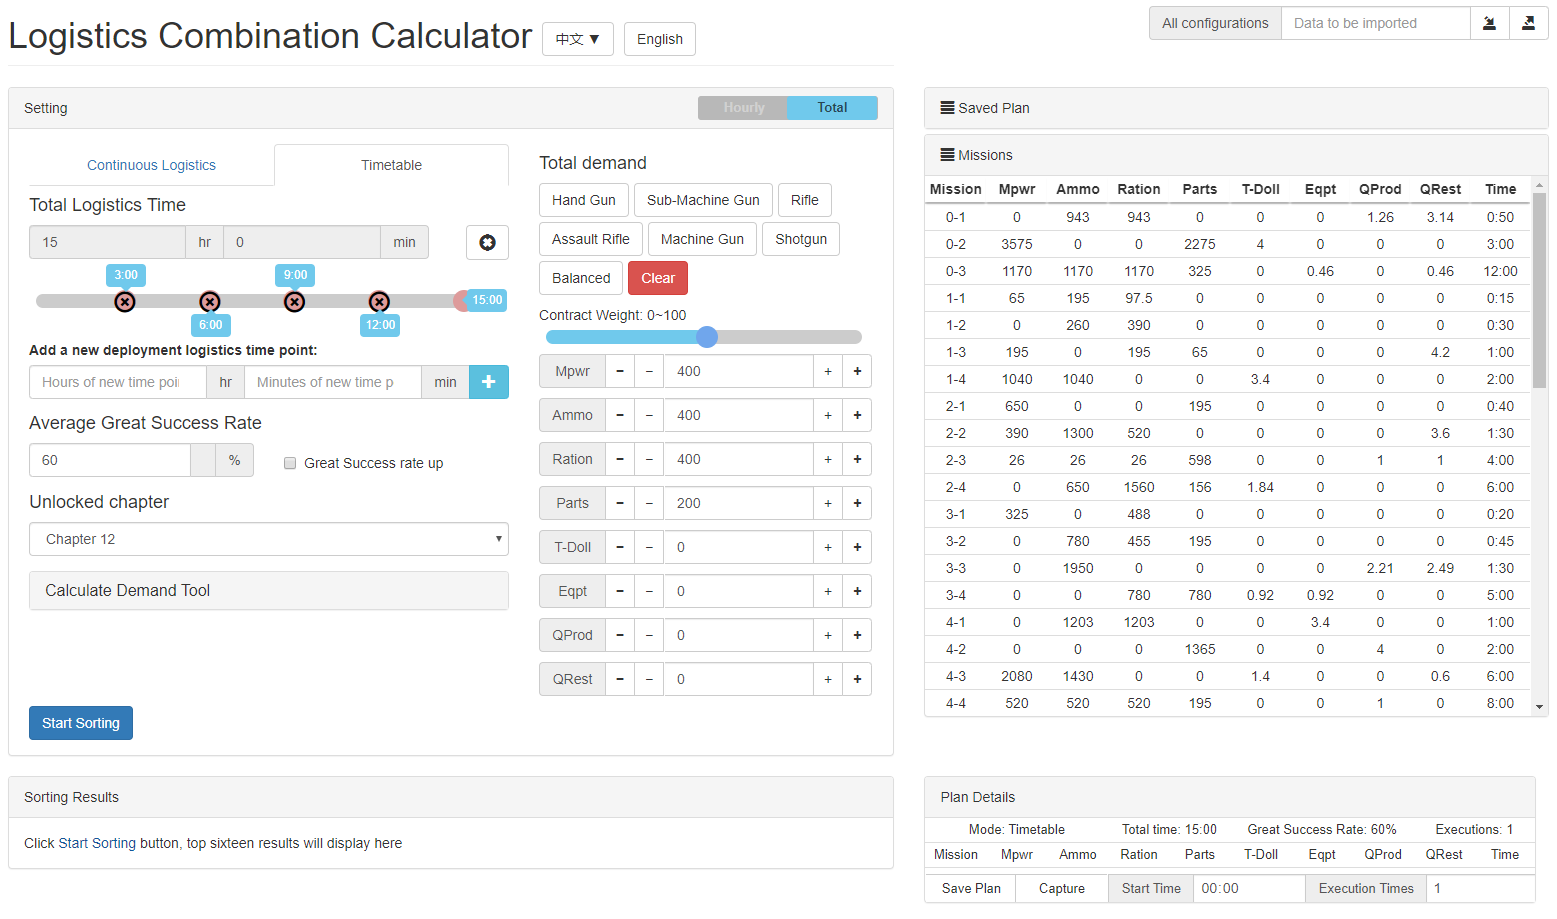 Logistics Combination Calculator 中文 ▼ English
All configurations Data to be imported
Setting Hourly Total
Continuous Logistics Timetable
Total Logistics Time
15 hr 0 min
3:00 9:00 15:00
6:00 12:00
Add a new deployment logistics time point:
Hours of new time poi hr Minutes of new time p min +
Average Great Success Rate
60 % Great Success rate up
Unlocked chapter
Chapter 12
Calculate Demand Tool
Start Sorting
Total demand
Hand Gun Sub-Machine Gun Rifle
Assault Rifle Machine Gun Shotgun
Balanced Clear
Contract Weight: 0~100
Mpwr − − 400 + +
Ammo − − 400 + +
Ration − − 400 + +
Parts − − 200 + +
T-Doll − − 0 + +
Eqpt − − 0 + +
QProd − − 0 + +
QRest − − 0 + +
Saved Plan
Missions
Mission Mpwr Ammo Ration Parts T-Doll Eqpt QProd QRest Time
0-1 0 943 943 0 0 0 1.26 3.14 0:50
0-2 3575 0 0 2275 4 0 0 0 3:00
0-3 1170 1170 1170 325 0 0.46 0 0.46 12:00
1-1 65 195 97.5 0 0 0 0 0 0:15
1-2 0 260 390 0 0 0 0 0 0:30
1-3 195 0 195 65 0 0 0 4.2 1:00
1-4 1040 1040 0 0 3.4 0 0 0 2:00
2-1 650 0 0 195 0 0 0 0 0:40
2-2 390 1300 520 0 0 0 0 3.6 1:30
2-3 26 26 26 598 0 0 1 1 4:00
2-4 0 650 1560 156 1.84 0 0 0 6:00
3-1 325 0 488 0 0 0 0 0 0:20
3-2 0 780 455 195 0 0 0 0 0:45
3-3 0 1950 0 0 0 0 2.21 2.49 1:30
3-4 0 0 780 780 0.92 0.92 0 0 5:00
4-1 0 1203 1203 0 0 3.4 0 0 1:00
4-2 0 0 0 1365 0 0 4 0 2:00
4-3 2080 1430 0 0 1.4 0 0 0.6 6:00
4-4 520 520 520 195 0 0 1 0 8:00
Sorting Results
Click Start Sorting button, top sixteen results will display here
Plan Details
Mode: Timetable Total time: 15:00 Great Success Rate: 60% Executions: 1
Mission Mpwr Ammo Ration Parts T-Doll Eqpt QProd QRest Time
Save Plan Capture Start Time 00:00 Execution Times 1